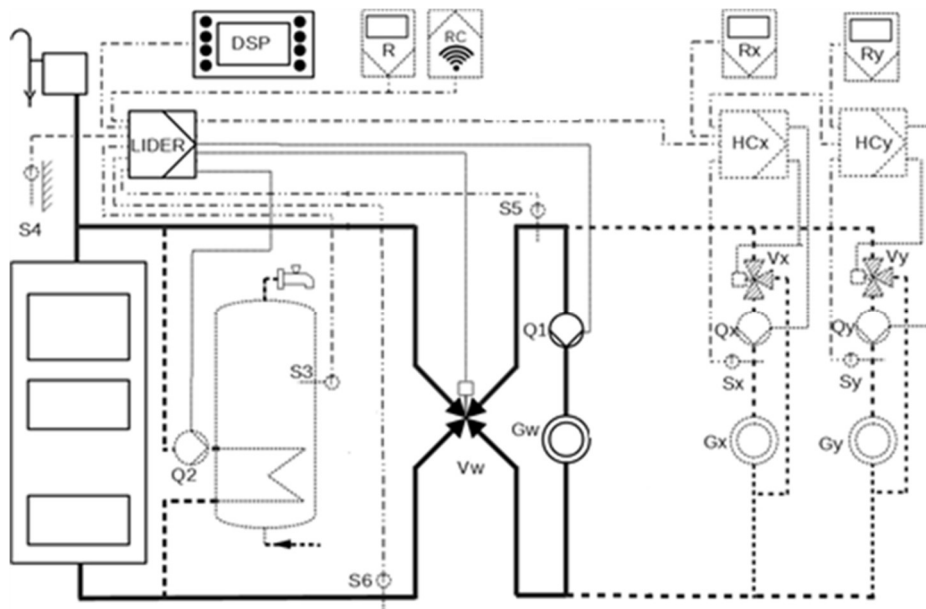 DSP
R
RC
Rx
Ry
LIDER
HCx
HCy
S4
S5
Vx
Vy
Q1
Qx
Qy
S3
Sx
Sy
Gw
Gx
Gy
Q2
Vw
S6